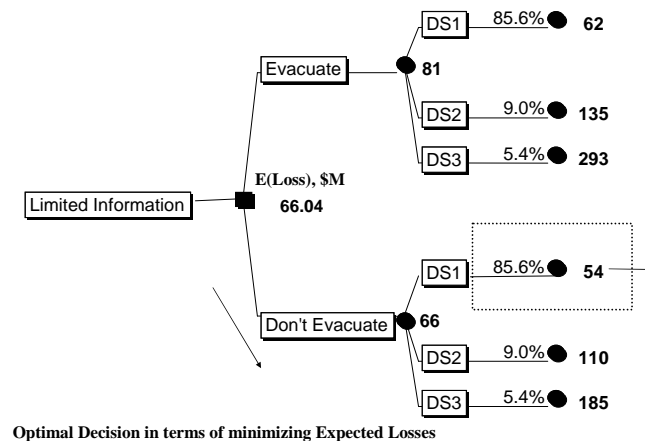 DS1 85.6% 62
Evacuate 81
DS2 9.0% 135
DS3 5.4% 293
E(Loss), $M
Limited Information 66.04
DS1 85.6% 54
Don't Evacuate 66
DS2 9.0% 110
DS3 5.4% 185
Optimal Decision in terms of minimizing Expected Losses